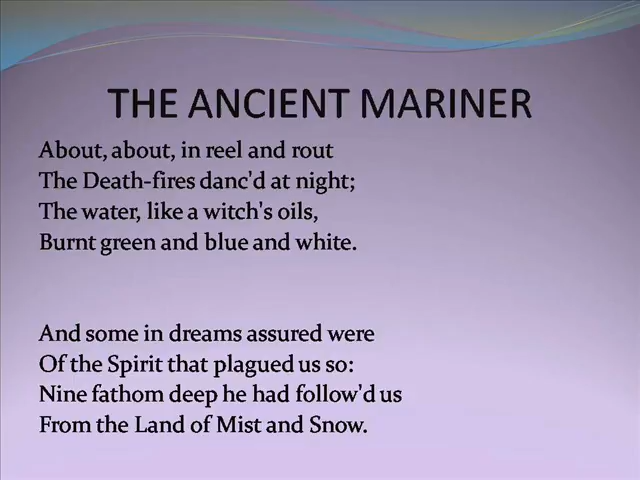 THE ANCIENT MARINER
About, about, in reel and rout
The Death-fires danc'd at night;
The water, like a witch's oils,
Burnt green and blue and white.
And some in dreams assured were
Of the Spirit that plagued us so:
Nine fathom deep he had follow'd us
From the Land of Mist and Snow.